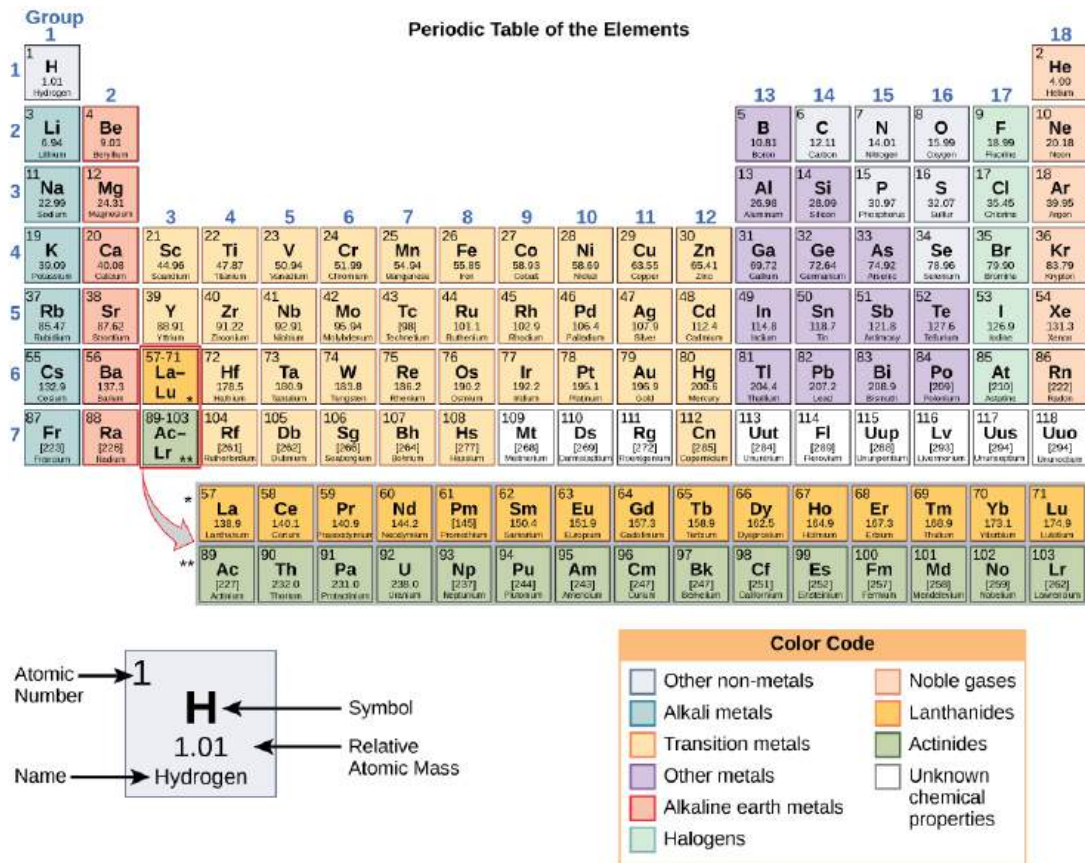 Group
1
Periodic Table of the Elements
18
1 2
1 H He
1.01 4.00
Hydrogen Helium
2 13 14 15 16 17
3 4 5 6 7 8 9 10
2 Li Be B C N O F Ne
6.94 9.01 10.81 12.11 14.01 15.99 18.99 20.18
Lithium Beryllium Boron Carbon Nitrogen Oxygen Fluorine Neon
11 12 13 14 15 16 17 18
3 Na Mg Al Si P S Cl Ar
22.99 24.31 26.98 28.09 30.97 32.07 35.45 39.95
Sodium Magnesium Aluminum Silicon Phosphorus Sulfur Chlorine Argon
3 4 5 6 7 8 9 10 11 12
19 20 21 22 23 24 25 26 27 28 29 30 31 32 33 34 35 36
4 K Ca Sc Ti V Cr Mn Fe Co Ni Cu Zn Ga Ge As Se Br Kr
39.09 40.08 44.96 47.87 50.94 51.99 54.94 55.85 58.93 58.69 63.55 65.41 69.72 72.64 74.92 78.96 79.90 83.79
Potassium Calcium Scandium Titanium Vanadium Chromium Manganese Iron Cobalt Nickel Copper Zinc Gallium Germanium Arsenic Selenium Bromine Krypton
37 38 39 40 41 42 43 44 45 46 47 48 49 50 51 52 53 54
5 Rb Sr Y Zr Nb Mo Tc Ru Rh Pd Ag Cd In Sn Sb Te I Xe
85.47 87.62 88.91 91.22 92.91 95.94 [98] 101.1 102.9 106.4 107.9 112.4 114.8 118.7 121.8 127.6 126.9 131.3
Rubidium Strontium Yttrium Zirconium Niobium Molybdenum Technetium Ruthenium Rhodium Palladium Silver Cadmium Indium Tin Antimony Tellurium Iodine Xenon
55 56 57-71 72 73 74 75 76 77 78 79 80 81 82 83 84 85 86
6 Cs Ba La– Lu * Hf Ta W Re Os Ir Pt Au Hg Tl Pb Bi Po At Rn
132.9 137.3 178.5 180.9 183.8 186.2 190.2 192.2 195.1 196.9 200.6 204.4 207.2 208.9 [209] [210] [222]
Cesium Barium Hafnium Tantalum Tungsten Rhenium Osmium Iridium Platinum Gold Mercury Thallium Lead Bismuth Polonium Astatine Radon
87 88 89-103 104 105 106 107 108 109 110 111 112 113 114 115 116 117 118
7 Fr Ra Ac– Lr ** Rf Db Sg Bh Hs Mt Ds Rg Cn Uut Fl Uup Lv Uus Uuo
[223] [226] [261] [262] [266] [264] [277] [268] [269] [272] [285] [284] [289] [288] [293] [294] [294]
Francium Radium Rutherfordium Dubnium Seaborgium Bohrium Hassium Meitnerium Darmstadtium Roentgenium Copernicium Ununtrium Flerovium Ununpentium Livermorium Ununseptium Ununoctium
57 58 59 60 61 62 63 64 65 66 67 68 69 70 71
* La Ce Pr Nd Pm Sm Eu Gd Tb Dy Ho Er Tm Yb Lu
138.9 140.1 140.9 144.2 [145] 150.4 151.9 157.3 158.9 162.5 164.9 167.3 168.9 173.1 174.9
Lanthanum Cerium Praseodymium Neodymium Promethium Samarium Europium Gadolinium Terbium Dysprosium Holmium Erbium Thulium Ytterbium Lutetium
89 90 91 92 93 94 95 96 97 98 99 100 101 102 103
** Ac Th Pa U Np Pu Am Cm Bk Cf Es Fm Md No Lr
[227] 232.0 231.0 238.0 [237] [244] [243] [247] [247] [251] [252] [257] [258] [259] [262]
Actinium Thorium Protactinium Uranium Neptunium Plutonium Americium Curium Berkelium Californium Einsteinium Fermium Mendelevium Nobelium Lawrencium
Atomic
Number
1
H
1.01
Hydrogen
Symbol
Relative
Atomic Mass
Name
Color Code
Other non-metals
Alkali metals
Transition metals
Other metals
Alkaline earth metals
Halogens
Noble gases
Lanthanides
Actinides
Unknown
chemical
properties